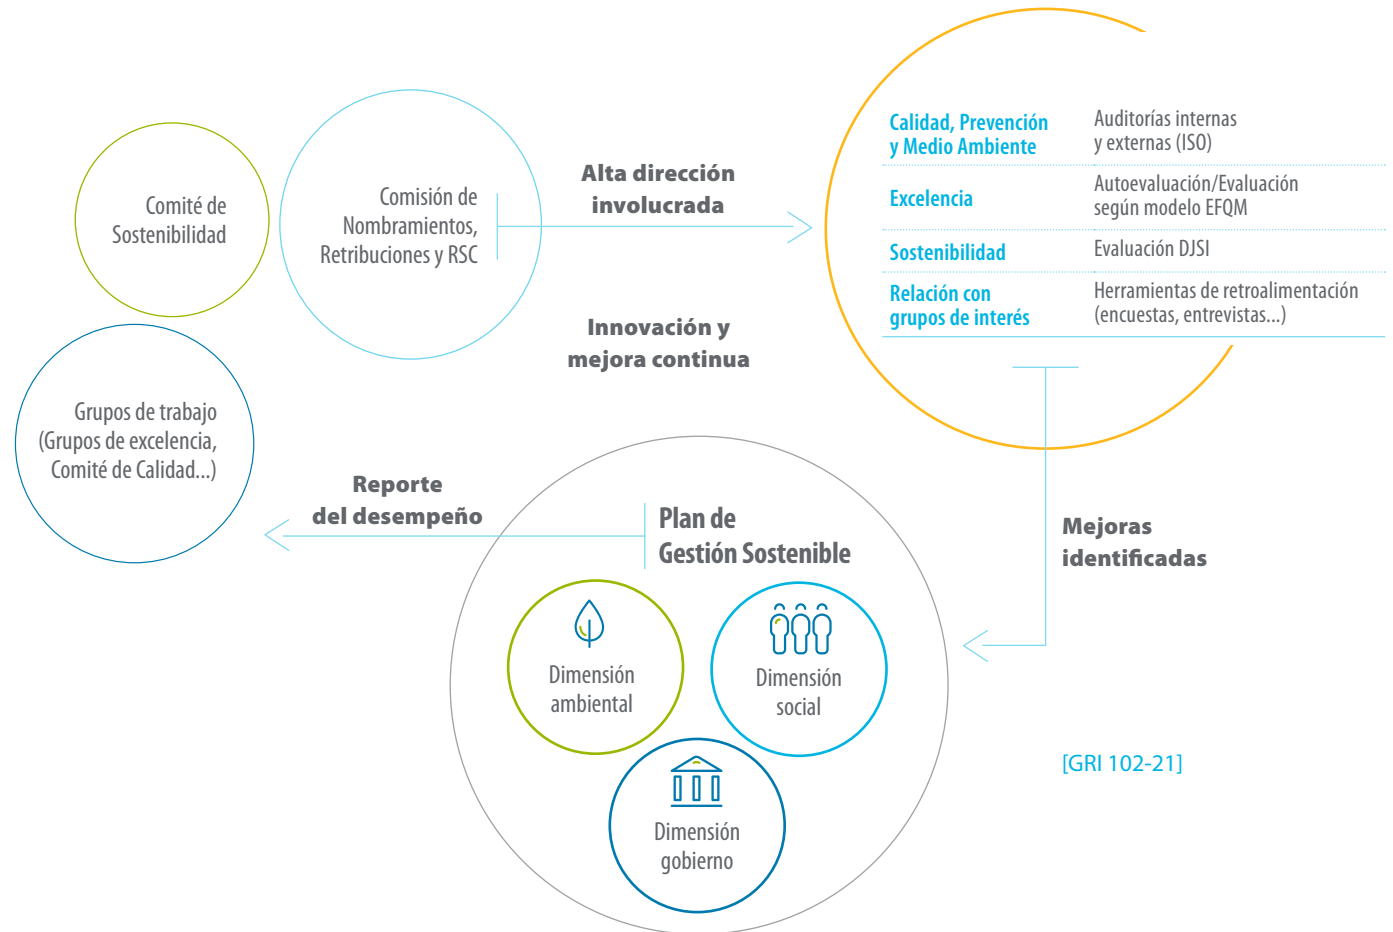 Comité de
Sostenibilidad
Comisión de
Nombramientos,
Retribuciones y RSC
Grupos de trabajo
(Grupos de excelencia,
Comité de Calidad...)
Alta dirección
involucrada
Calidad, Prevención
y Medio Ambiente
Auditorías internas
y externas (ISO)
Excelencia
Autoevaluación/Evaluación
según modelo EFQM
Sostenibilidad
Evaluación DJSI
Relación con
grupos de interés
Herramientas de retroalimentación
(encuestas, entrevistas...)
Innovación y
mejora continua
Reporte
del desempeño
Plan de
Gestión Sostenible
Mejoras
identificadas
Dimensión
ambiental
Dimensión
social
Dimensión
gobierno
[GRI 102-21]